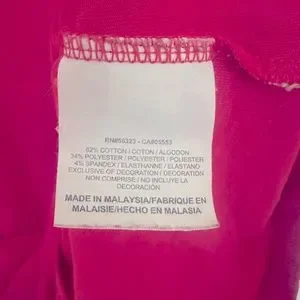 RN#56323 - CA#05553
62% COTTON / COTTON / ALGODON
34% POLYESTER / POLYESTER / POLIESTER
4% SPANDEX / ELASTHANNE / ELASTANO
EXCLUSIVE OF DECORATION / DECORATION
NON COMPRISE / NO INCLUYE LA
DECORACIÓN
MADE IN MALAYSIA/FABRIQUÉ EN
MALAISIE/HECHO EN MALASIA